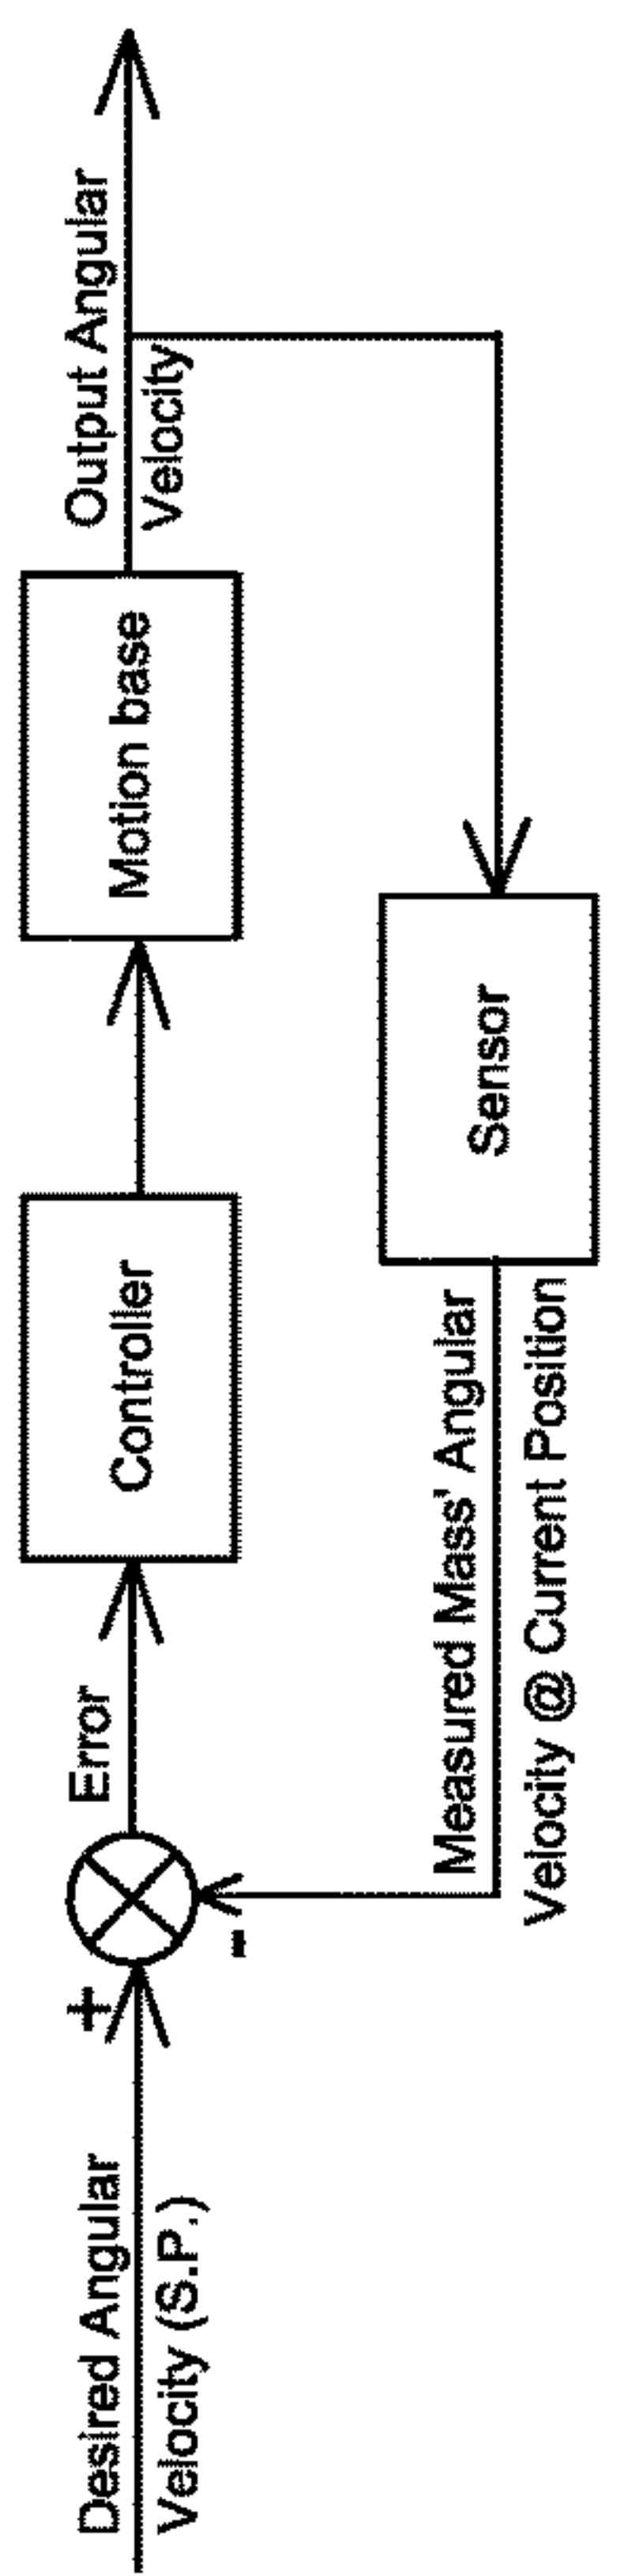 Desired Angular
Velocity (S.P.)
+
-
Error
Controller
Motion base
Output Angular
Velocity
Sensor
Measured Mass' Angular
Velocity @ Current Position